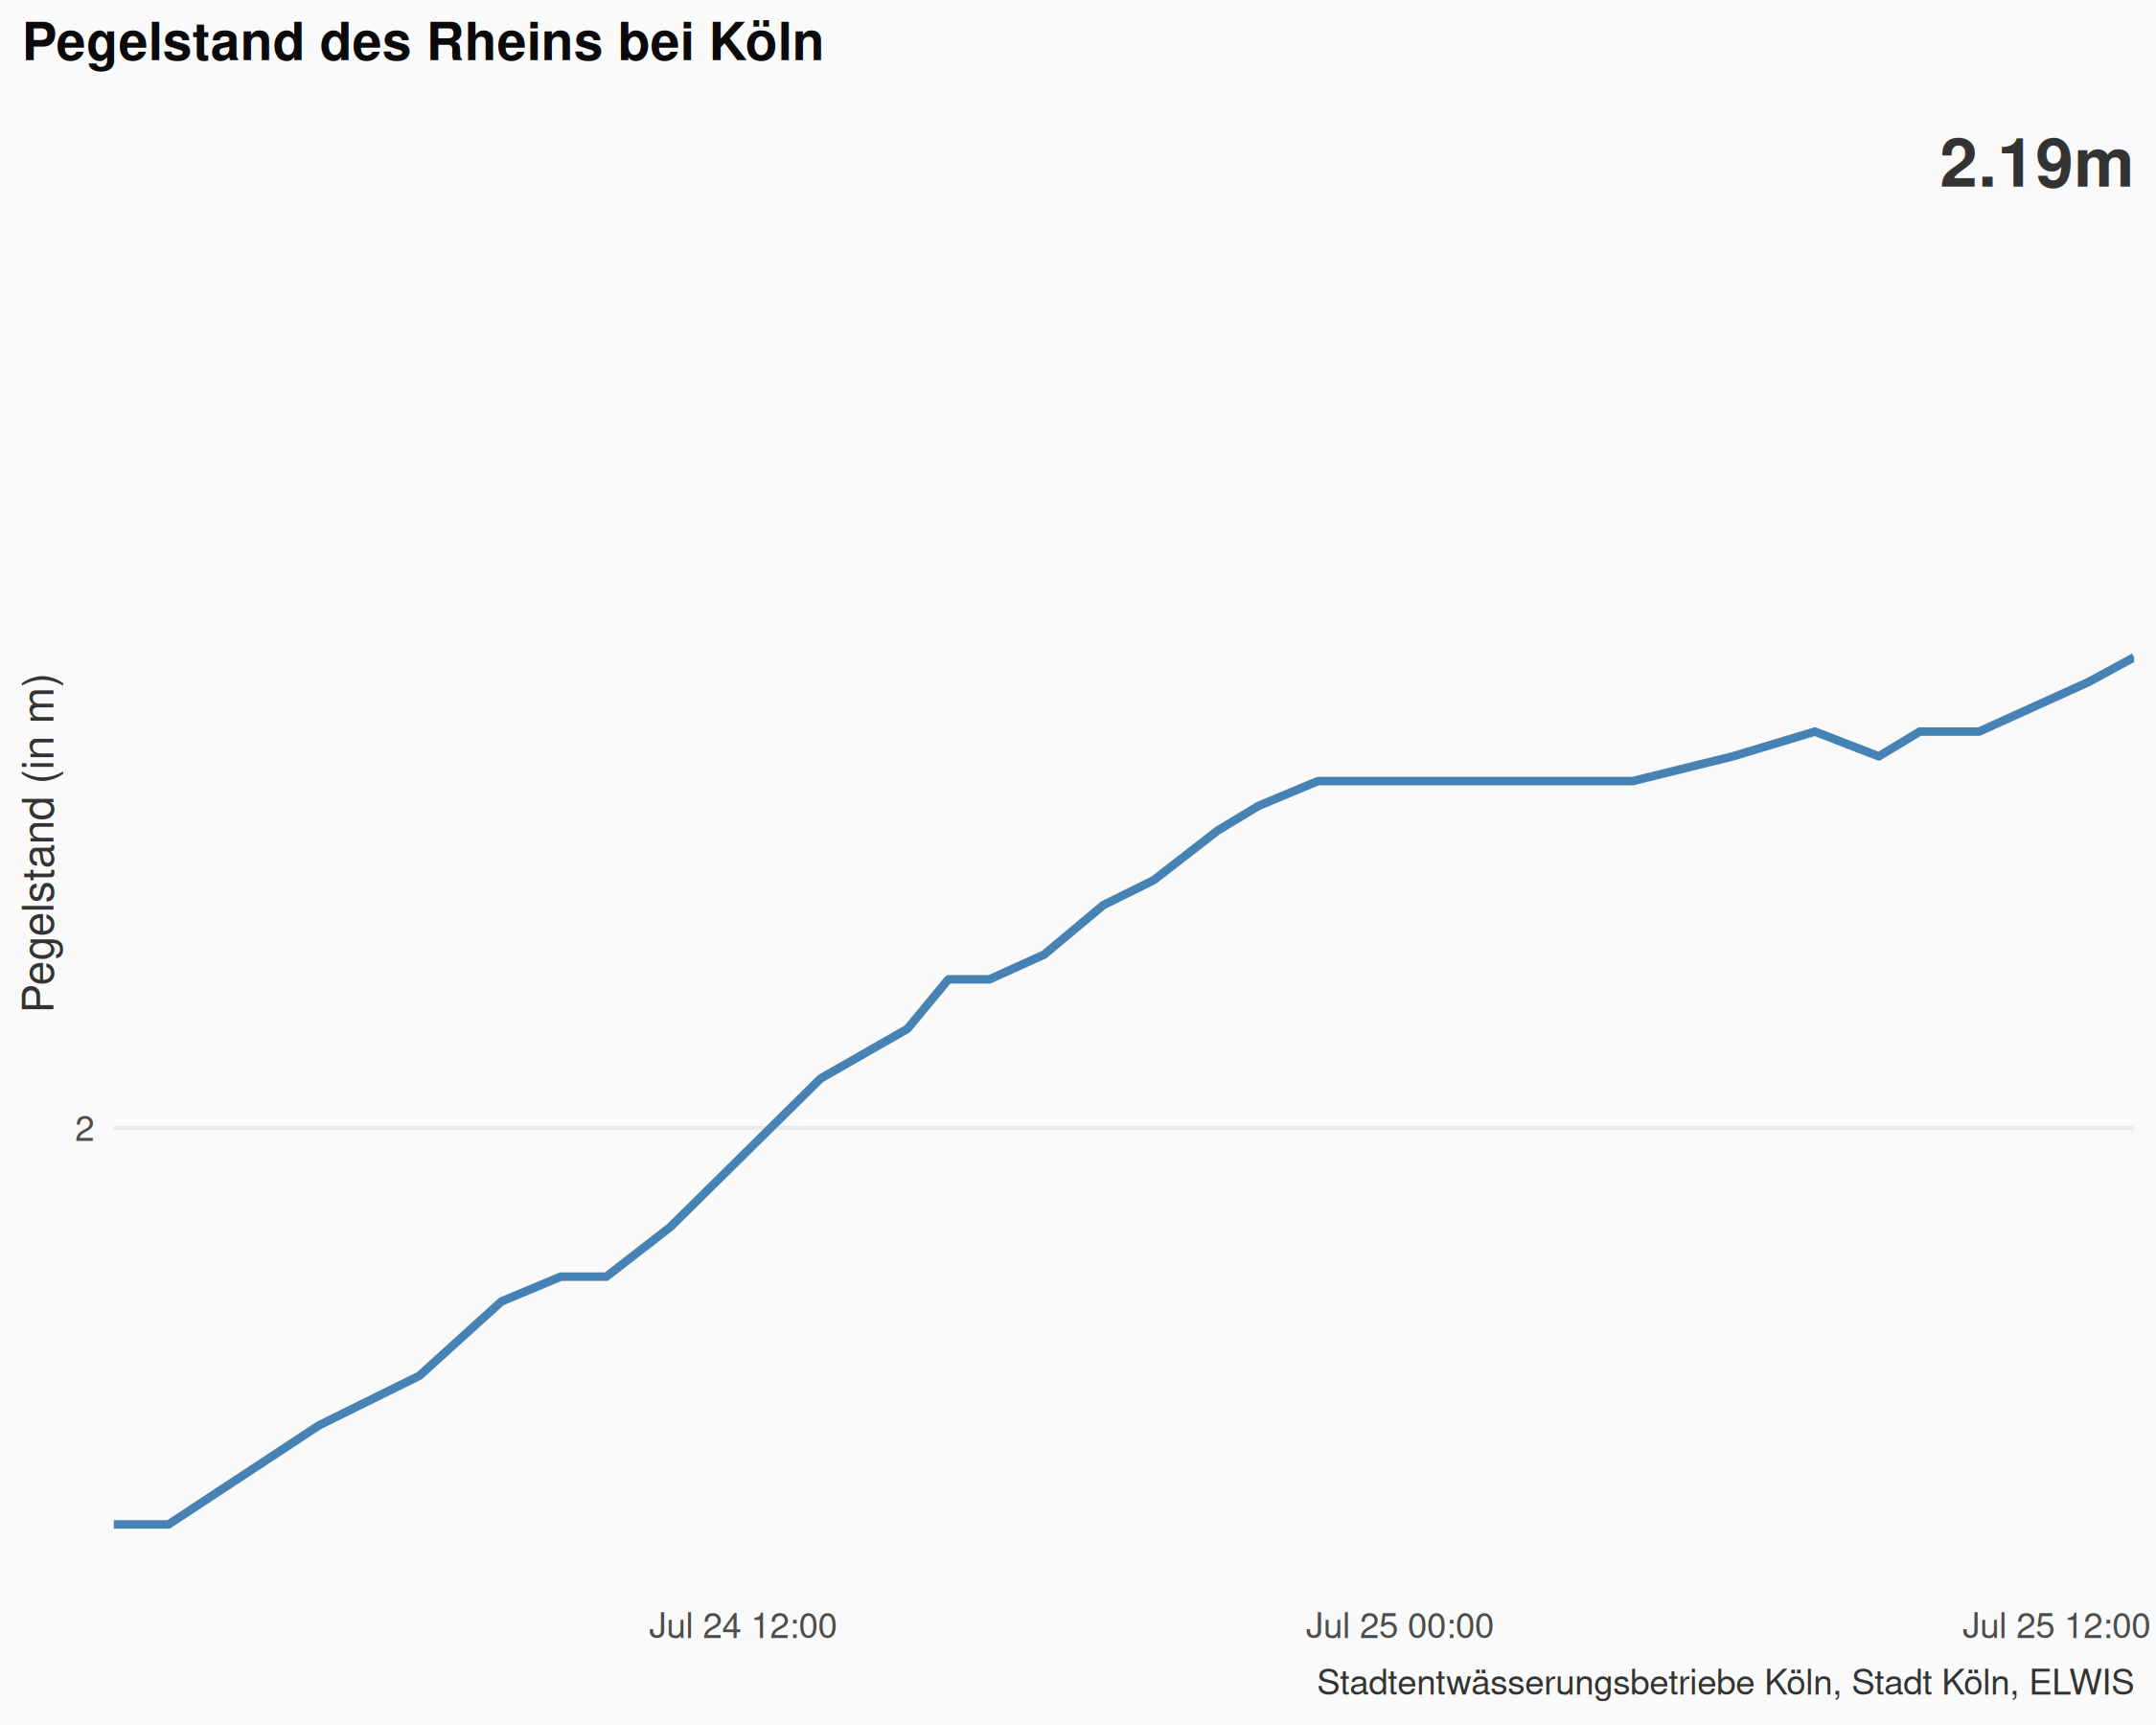 Pegelstand des Rheins bei Köln
2.19m
Pegelstand (in m)
2
Jul 24 12:00
Jul 25 00:00
Jul 25 12:00
Stadtentwässerungsbetriebe Köln, Stadt Köln, ELWIS